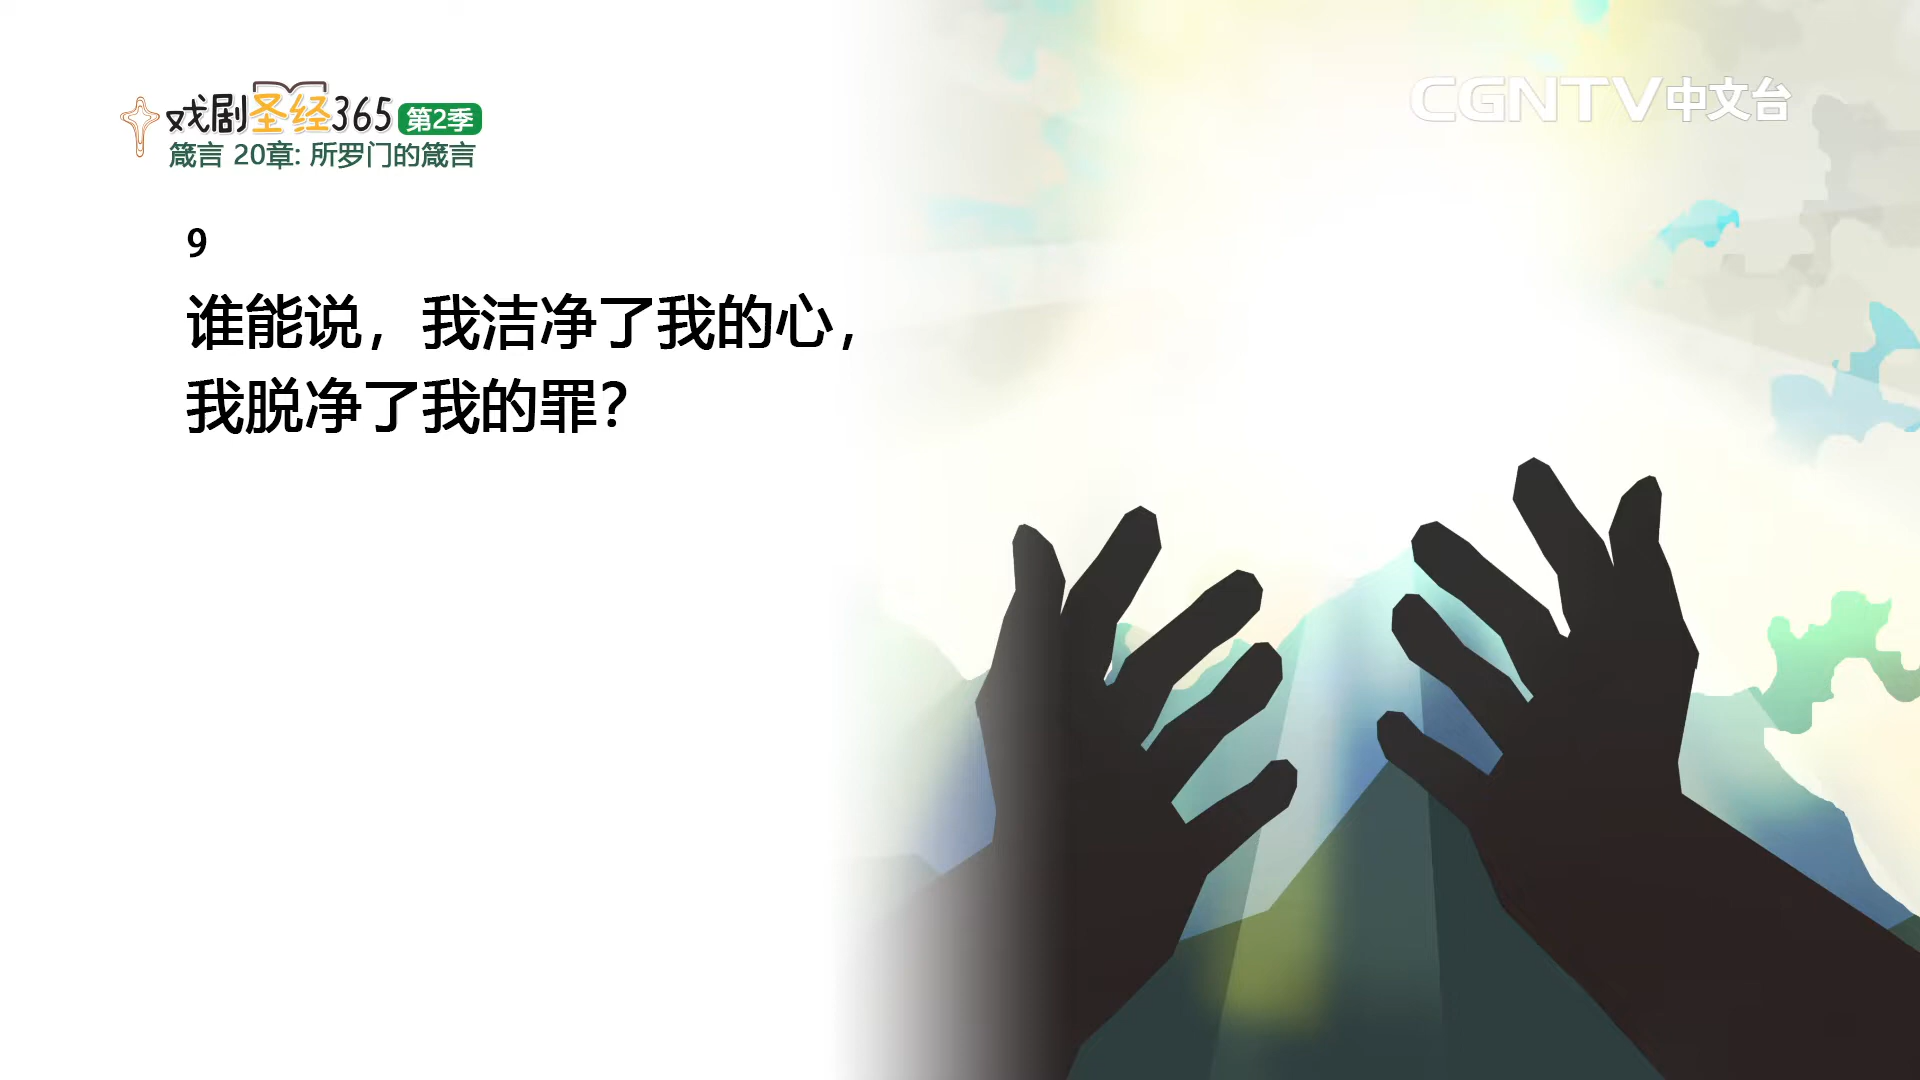 戏剧圣经365 第2季
箴言 20章: 所罗门的箴言
CGNTV中文台
9
谁能说，我洁净了我的心，
我脱净了我的罪？